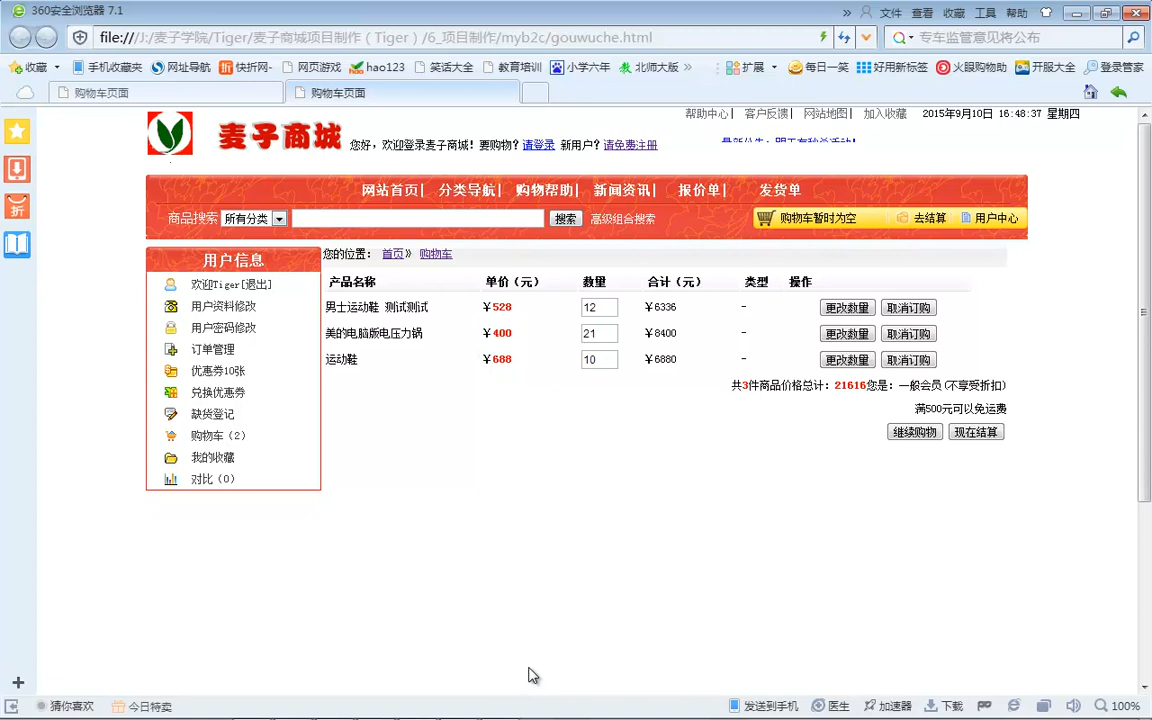 360安全浏览器 7.1
» 文件 查看 收藏 工具 帮助
file:///J:/麦子学院/Tiger/麦子商城项目制作（Tiger）/6_项目制作/myb2c/gouwuche.html
专车监管意见将公布
收藏 手机收藏夹 网址导航 快折网- 网页游戏 hao123 笑话大全 教育培训 小学六年 北师大版 » 扩展 每日一笑 好用新标签 火眼购物助 开服大全 登录管家
购物车页面 购物车页面
帮助中心| 客户反馈| 网站地图| 加入收藏 2015年9月10日 16:48:37 星期四
麦子商城 您好，欢迎登录麦子商城！要购物？请登录 新用户？请免费注册
折
网站首页| 分类导航| 购物帮助| 新闻资讯| 报价单| 发货单
商品搜索 所有分类 搜索 高级组合搜索 购物车暂时为空 去结算 用户中心
用户信息
欢迎Tiger[退出]
用户资料修改
用户密码修改
订单管理
优惠券10张
兑换优惠券
缺货登记
购物车（2）
我的收藏
对比（0）
您的位置： 首页》 购物车
产品名称 单价（元） 数量 合计（元） 类型 操作
男士运动鞋 测试测试 ￥528 12 ￥6336 - 更改数量 取消订购
美的电脑版电压力锅 ￥400 21 ￥8400 - 更改数量 取消订购
运动鞋 ￥688 10 ￥6880 - 更改数量 取消订购
共3件商品价格总计：21616您是：一般会员(不享受折扣)
满500元可以免运费
继续购物 现在结算
猜你喜欢 今日特卖 发送到手机 医生 加速器 下载 100%